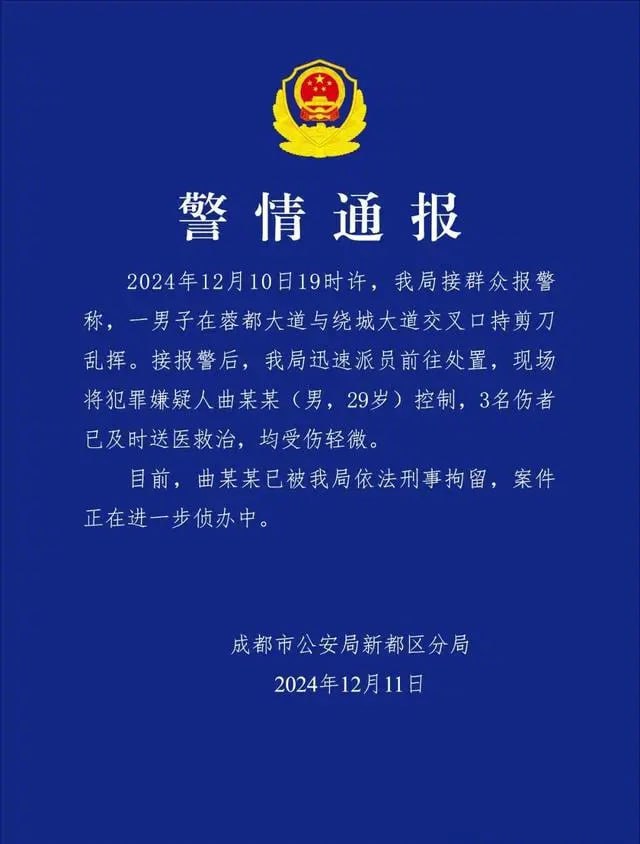 警情通报
2024年12月10日19时许，我局接群众报警
称，一男子在蓉都大道与绕城大道交叉口持剪刀
乱挥。接报警后，我局迅速派员前往处置，现场
将犯罪嫌疑人曲某某（男，29岁）控制，3名伤者
已及时送医救治，均受伤轻微。
目前，曲某某已被我局依法刑事拘留，案件
正在进一步侦办中。
成都市公安局新都区分局
2024年12月11日